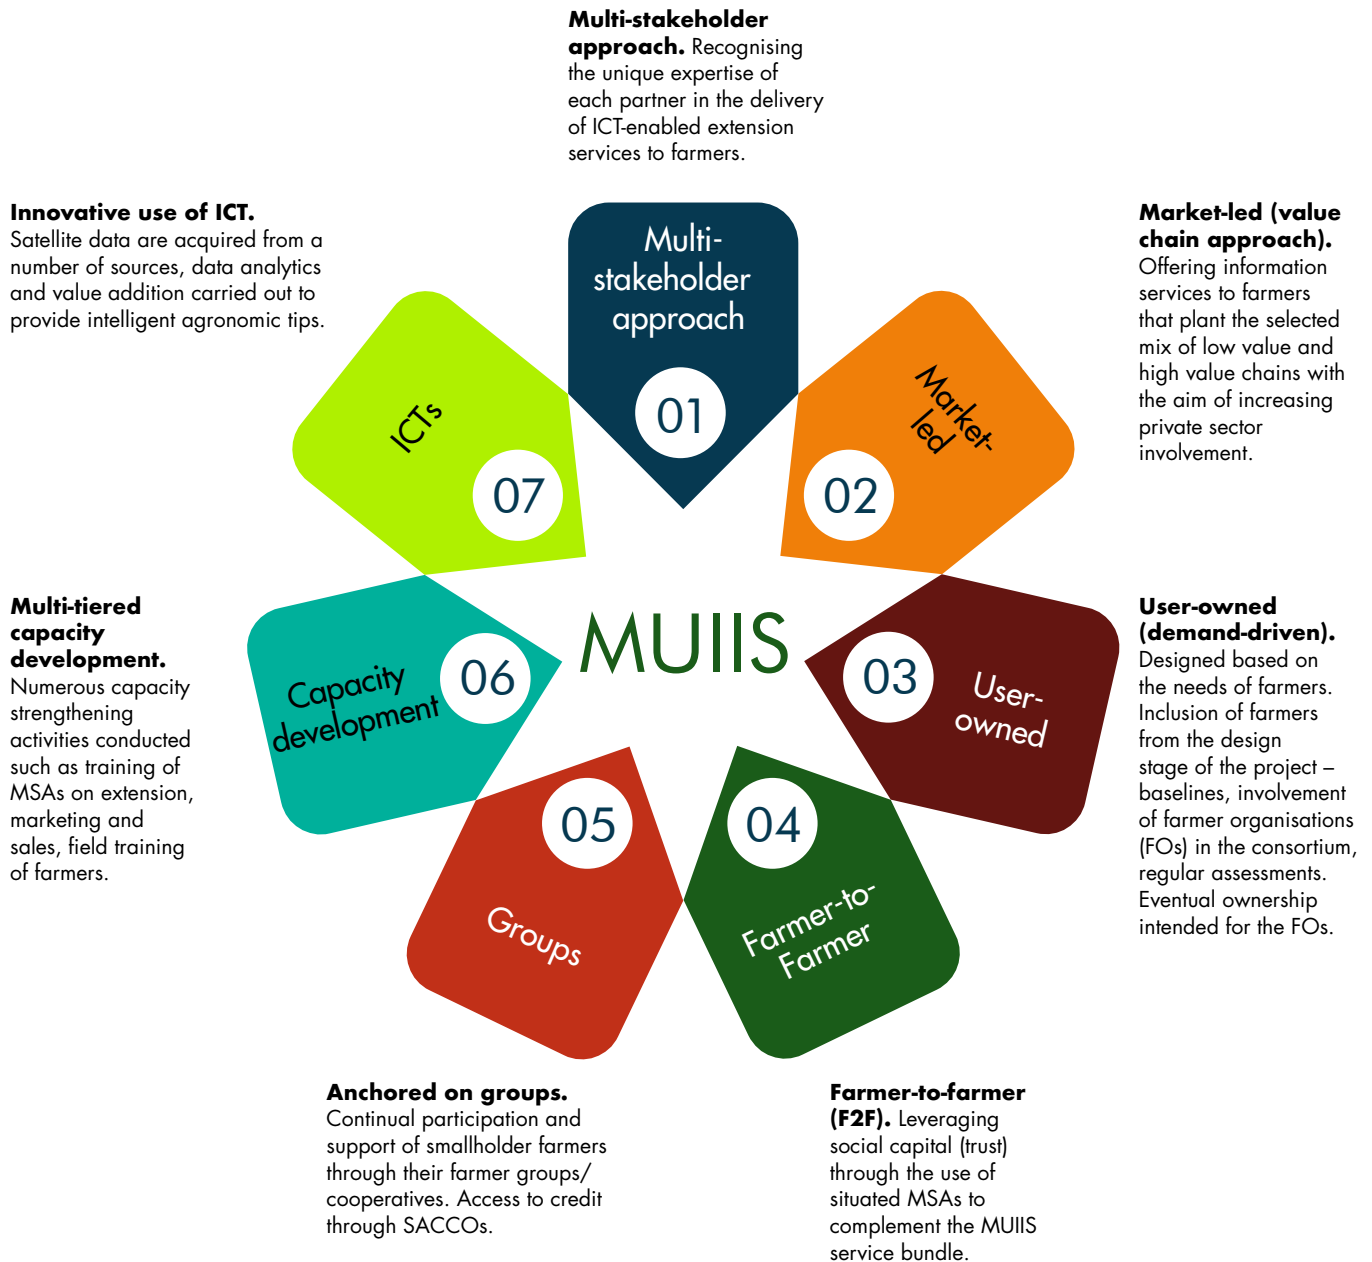 Multi-stakeholder
approach. Recognising
the unique expertise of
each partner in the delivery
of ICT-enabled extension
services to farmers.
Innovative use of ICT.
Satellite data are acquired from a
number of sources, data analytics
and value addition carried out to
provide intelligent agronomic tips.
Market-led (value
chain approach).
Offering information
services to farmers
that plant the selected
mix of low value and
high value chains with
the aim of increasing
private sector
involvement.
Multi-
stakeholder
approach
01
Market-
led
02
ICTs
07
MUIIS
User-
owned
03
Capacity
development
06
Groups
05
Farmer-to-
Farmer
04
Multi-tiered
capacity
development.
Numerous capacity
strengthening
activities conducted
such as training of
MSAs on extension,
marketing and
sales, field training
of farmers.
User-owned
(demand-driven).
Designed based on
the needs of farmers.
Inclusion of farmers
from the design
stage of the project –
baselines, involvement
of farmer organisations
(FOs) in the consortium,
regular assessments.
Eventual ownership
intended for the FOs.
Anchored on groups.
Continual participation and
support of smallholder farmers
through their farmer groups/
cooperatives. Access to credit
through SACCOs.
Farmer-to-farmer
(F2F). Leveraging
social capital (trust)
through the use of
situated MSAs to
complement the MUIIS
service bundle.